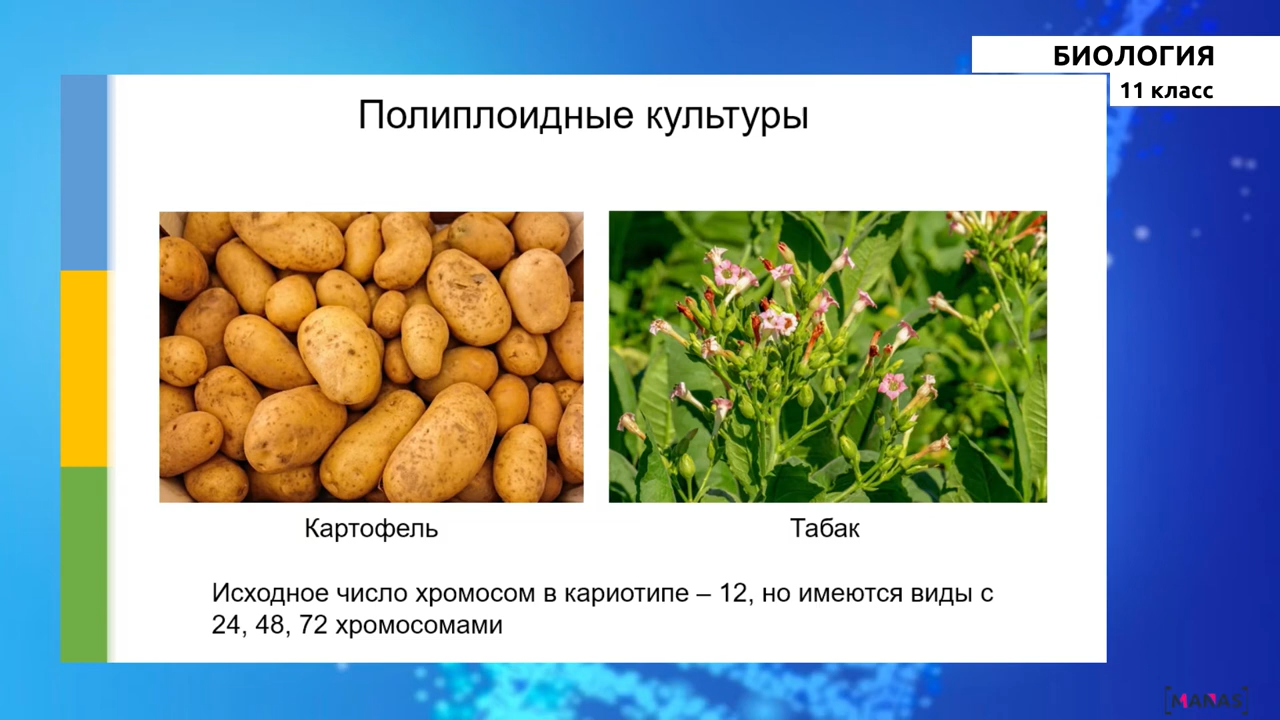 БИОЛОГИЯ
11 класс
Полиплоидные культуры
Картофель
Табак
Исходное число хромосом в кариотипе – 12, но имеются виды с
24, 48, 72 хромосомами
MANAS